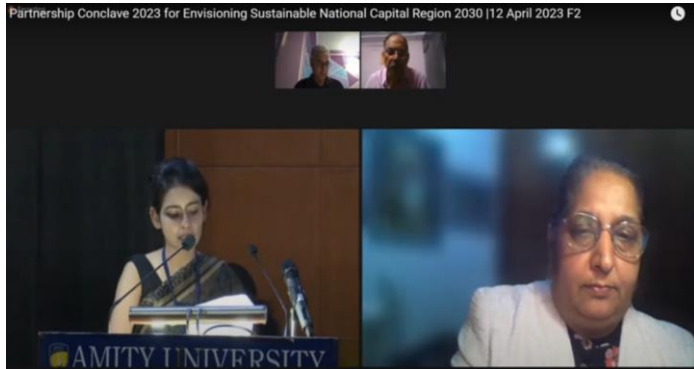 Partnership Conclave 2023 for Envisioning Sustainable National Capital Region 2030 |12 April 2023 F2
AMITY UNIVERSITY